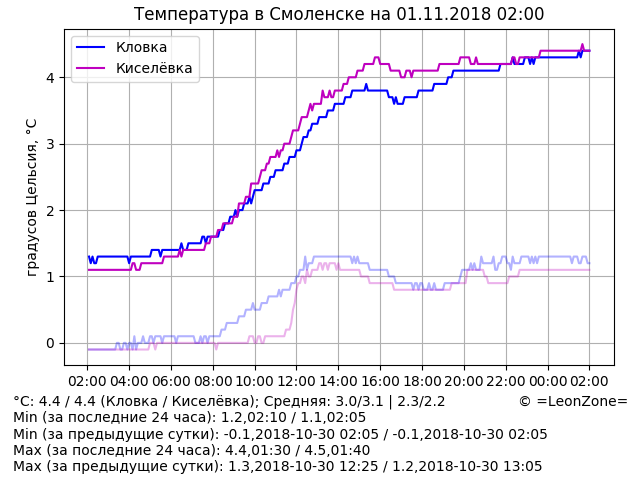 Температура в Смоленске на 01.11.2018 02:00
Кловка
Киселёвка
градусов Цельсия, °C
4
3
2
1
0
02:00 04:00 06:00 08:00 10:00 12:00 14:00 16:00 18:00 20:00 22:00 00:00 02:00
°C: 4.4 / 4.4 (Кловка / Киселёвка); Средняя: 3.0/3.1 | 2.3/2.2 © =LeonZone=
Min (за последние 24 часа): 1.2,02:10 / 1.1,02:05
Min (за предыдущие сутки): -0.1,2018-10-30 02:05 / -0.1,2018-10-30 02:05
Max (за последние 24 часа): 4.4,01:30 / 4.5,01:40
Max (за предыдущие сутки): 1.3,2018-10-30 12:25 / 1.2,2018-10-30 13:05